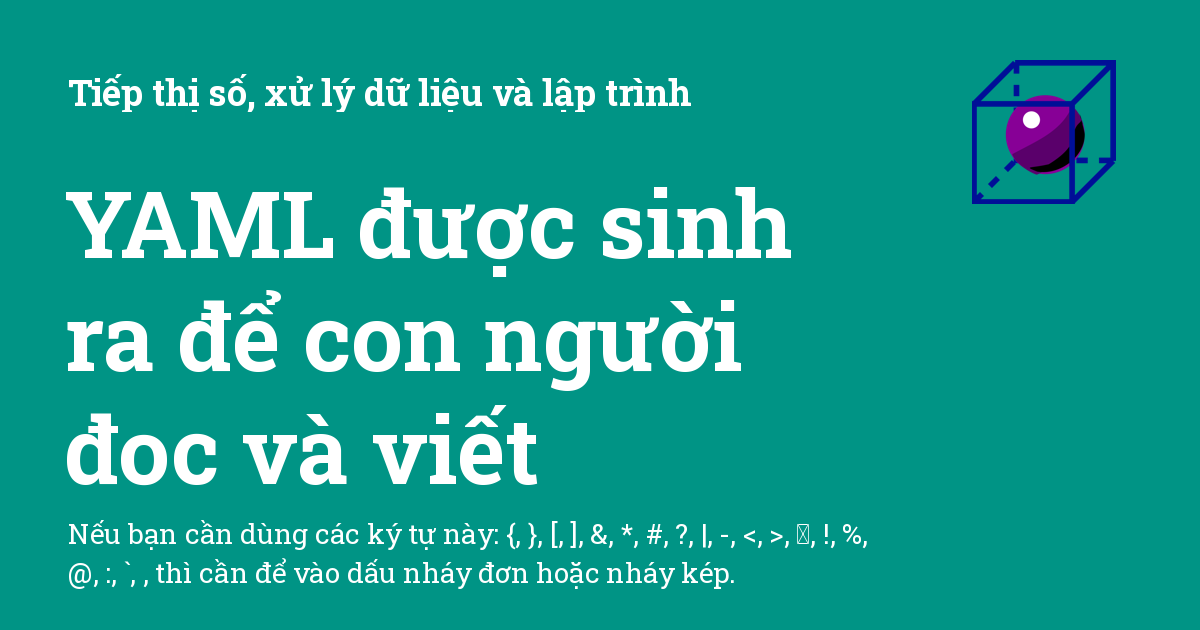 Tiếp thị số, xử lý dữ liệu và lập trình
YAML được sinh
ra để con người
đoc và viết
Nếu bạn cần dùng các ký tự này: {, }, [, ], &, *, #, ?, |, -, <, >, , !, %,
@, :, `, , thì cần để vào dấu nháy đơn hoặc nháy kép.